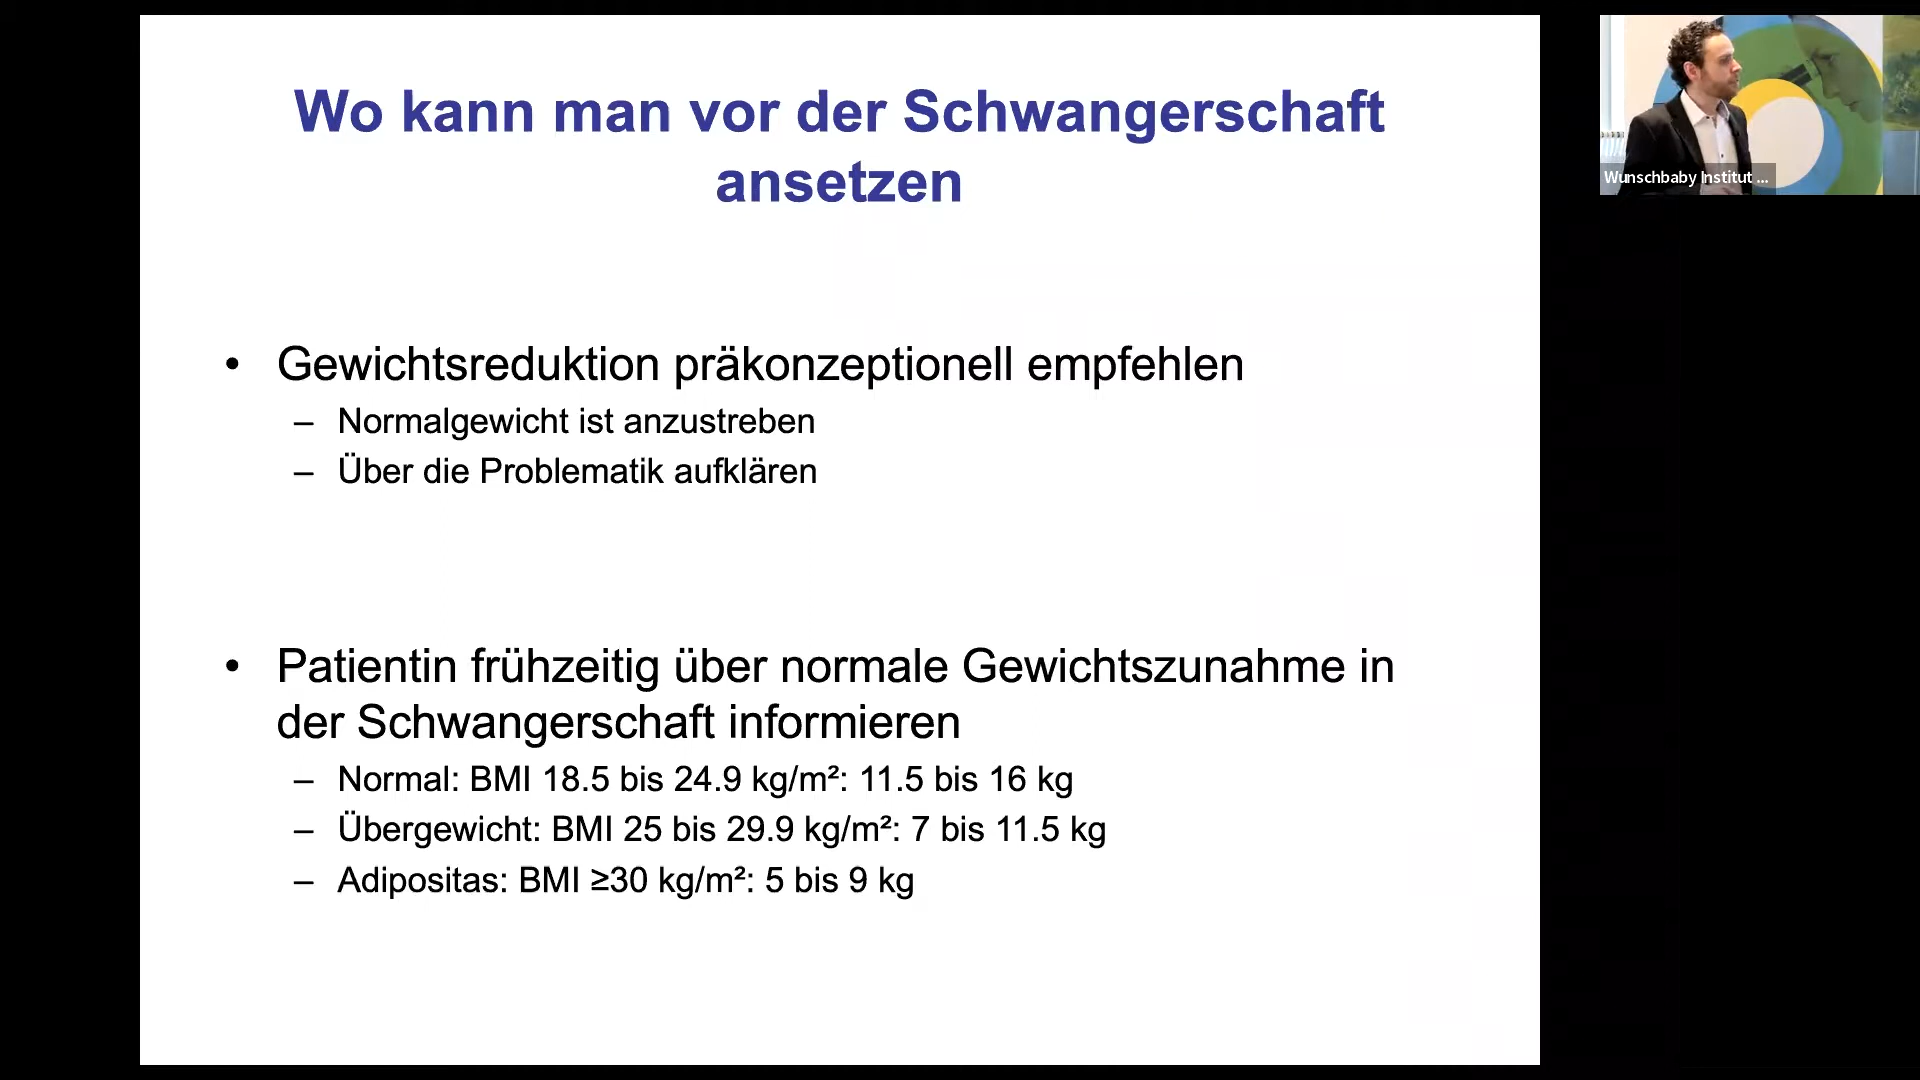 Wo kann man vor der Schwangerschaft
ansetzen
• Gewichtsreduktion präkonzeptionell empfehlen
– Normalgewicht ist anzustreben
– Über die Problematik aufklären
• Patientin frühzeitig über normale Gewichtszunahme in
der Schwangerschaft informieren
– Normal: BMI 18.5 bis 24.9 kg/m²: 11.5 bis 16 kg
– Übergewicht: BMI 25 bis 29.9 kg/m²: 7 bis 11.5 kg
– Adipositas: BMI ≥30 kg/m²: 5 bis 9 kg
Wunschbaby Institut ...